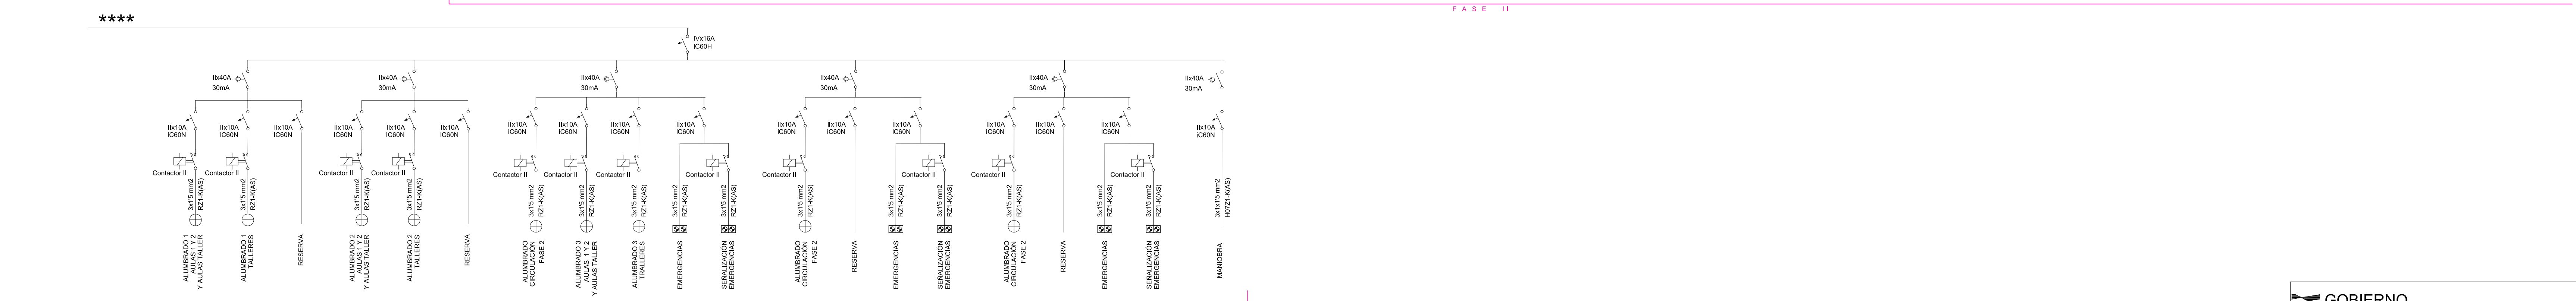 FASE II
****
IVx16A
iC60H
IIx40A
30mA
IIx40A
30mA
IIx40A
30mA
IIx40A
30mA
IIx40A
30mA
IIx40A
30mA
IIx10A
iC60N
IIx10A
iC60N
IIx10A
iC60N
IIx10A
iC60N
IIx10A
iC60N
IIx10A
iC60N
IIx10A
iC60N
IIx10A
iC60N
IIx10A
iC60N
IIx10A
iC60N
IIx10A
iC60N
IIx10A
iC60N
IIx10A
iC60N
IIx10A
iC60N
IIx10A
iC60N
IIx10A
iC60N
IIx10A
iC60N
Contactor II
Contactor II
Contactor II
Contactor II
Contactor II
Contactor II
Contactor II
Contactor II
Contactor II
Contactor II
Contactor II
Contactor II
3x1'5 mm2
RZ1-K(AS)
3x1'5 mm2
RZ1-K(AS)
3x1'5 mm2
RZ1-K(AS)
3x1'5 mm2
RZ1-K(AS)
3x1'5 mm2
RZ1-K(AS)
3x1'5 mm2
RZ1-K(AS)
3x1'5 mm2
RZ1-K(AS)
3x1'5 mm2
RZ1-K(AS)
3x1'5 mm2
RZ1-K(AS)
3x1'5 mm2
RZ1-K(AS)
3x1'5 mm2
RZ1-K(AS)
3x1'5 mm2
RZ1-K(AS)
3x1'5 mm2
RZ1-K(AS)
3x1'5 mm2
RZ1-K(AS)
3x1'5 mm2
RZ1-K(AS)
3x1x1'5 mm2
H07Z1-K(AS)
ALUMBRADO 1
AULAS 1 Y 2
Y AULAS TALLER
ALUMBRADO 1
TALLERES
RESERVA
ALUMBRADO 2
AULAS 1 Y 2
Y AULAS TALLER
ALUMBRADO 2
TALLERES
RESERVA
ALUMBRADO
CIRCULACIÓN
FASE 2
ALUMBRADO 3
AULAS 1 Y 2
Y AULAS TALLER
ALUMBRADO 3
TRALLERES
EMERGENCIAS
SEÑALIZACIÓN
EMERGENCIAS
ALUMBRADO
CIRCULACIÓN
FASE 2
RESERVA
EMERGENCIAS
SEÑALIZACIÓN
EMERGENCIAS
ALUMBRADO
CIRCULACIÓN
FASE 2
RESERVA
EMERGENCIAS
SEÑALIZACIÓN
EMERGENCIAS
MANIOBRA
GOBIERNO